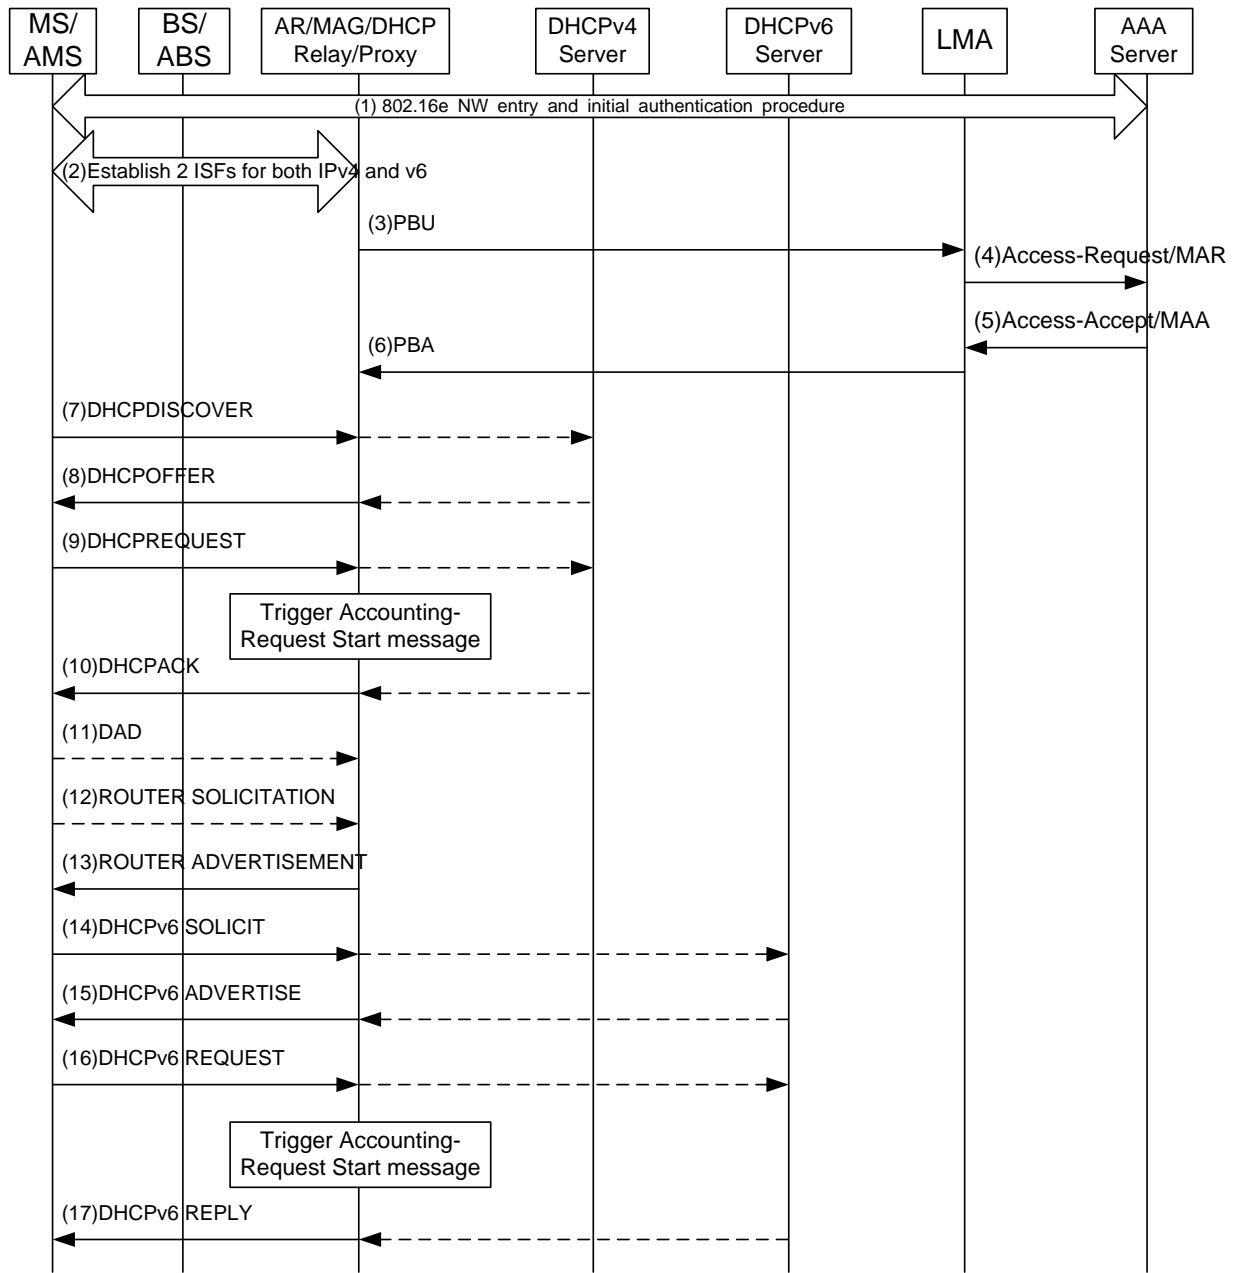 MS/
AMS
BS/
ABS
AR/MAG/DHCP
Relay/Proxy
DHCPv4
Server
DHCPv6
Server
LMA
AAA
Server
(1) 802.16e NW entry and initial authentication procedure
(2)Establish 2 ISFs for both IPv4 and v6
(3)PBU
(4)Access-Request/MAR
(5)Access-Accept/MAA
(6)PBA
(7)DHCPDISCOVER
(8)DHCPOFFER
(9)DHCPREQUEST
Trigger Accounting-
Request Start message
(10)DHCPACK
(11)DAD
(12)ROUTER SOLICITATION
(13)ROUTER ADVERTISEMENT
(14)DHCPv6 SOLICIT
(15)DHCPv6 ADVERTISE
(16)DHCPv6 REQUEST
Trigger Accounting-
Request Start message
(17)DHCPv6 REPLY